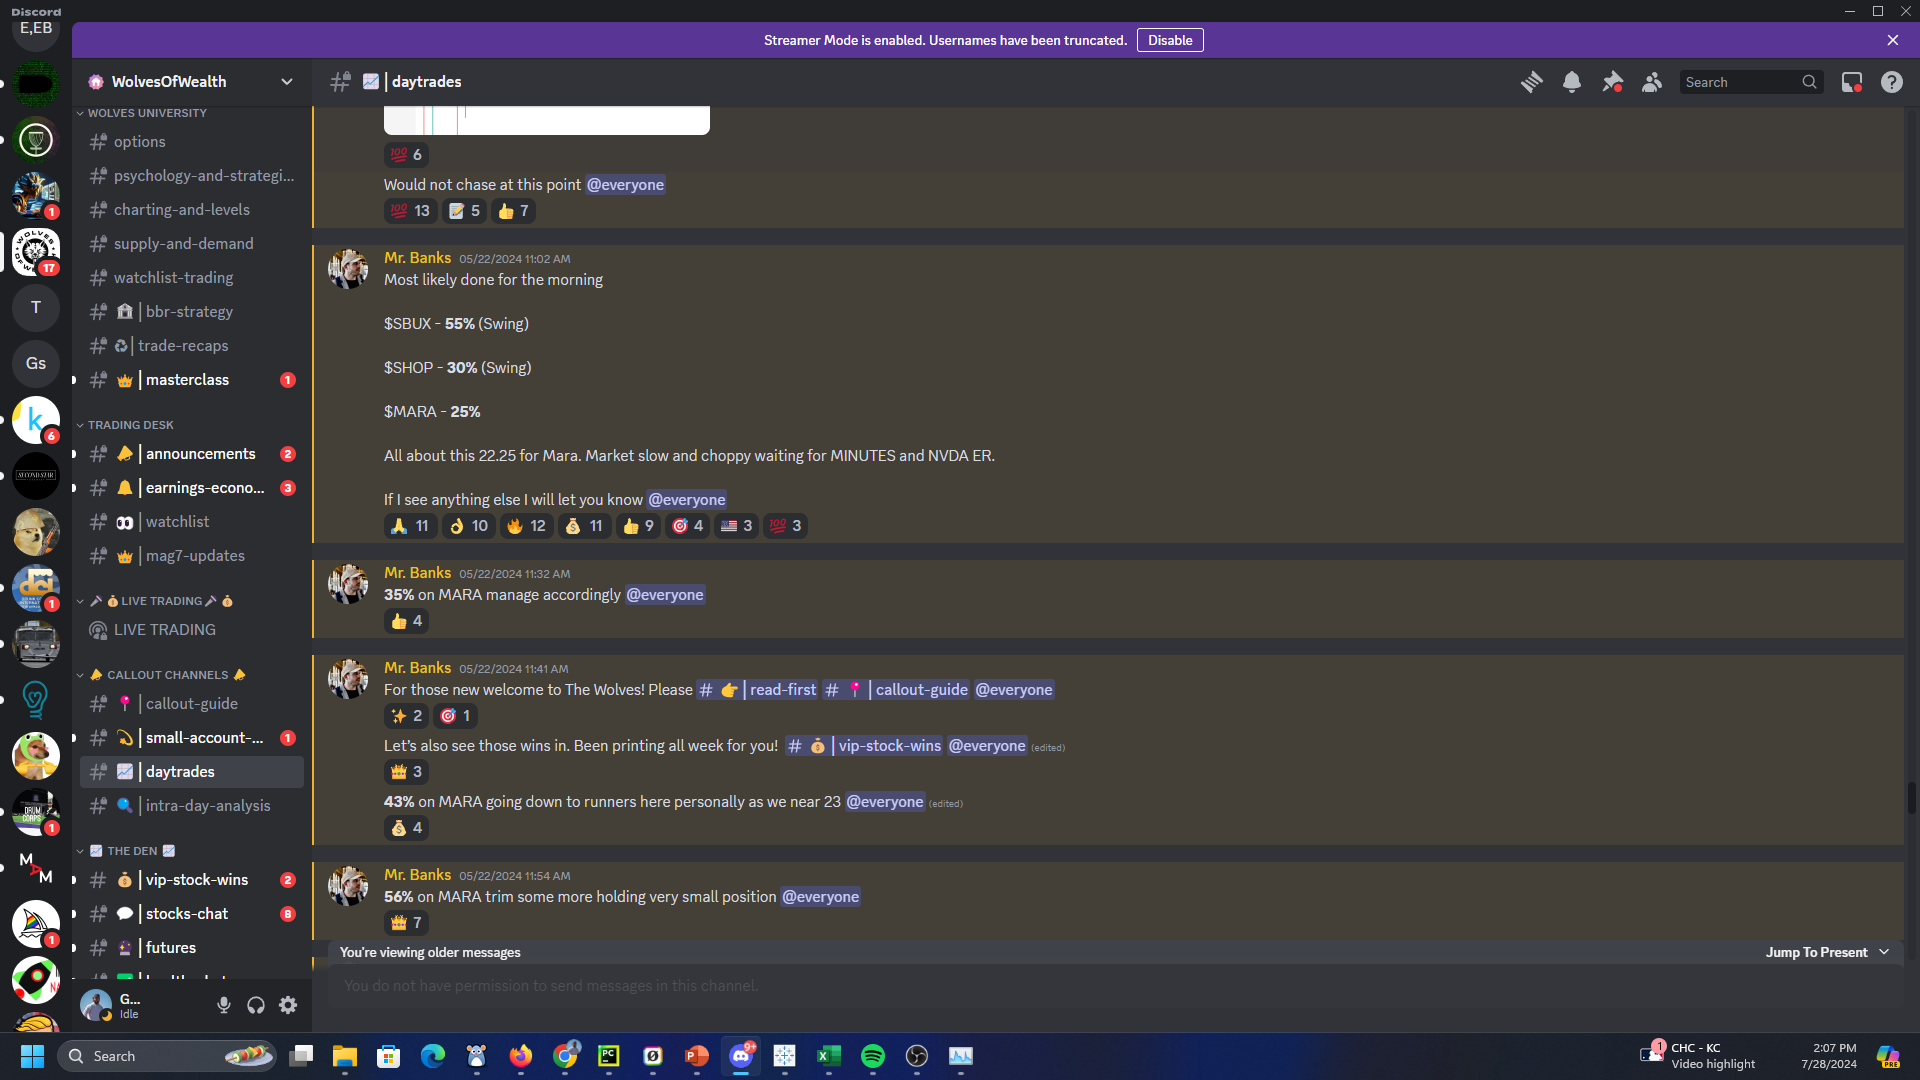 Discord
E,EB
Streamer Mode is enabled. Usernames have been truncated. Disable
WolvesOfWealth
daytrades
Search
WOLVES UNIVERSITY
options
psychology-and-strategi...
charting-and-levels
supply-and-demand
watchlist-trading
bbr-strategy
trade-recaps
masterclass 1
TRADING DESK
announcements 2
earnings-econo... 3
watchlist
mag7-updates
LIVE TRADING
LIVE TRADING
CALLOUT CHANNELS
callout-guide
small-account-... 1
daytrades
intra-day-analysis
THE DEN
vip-stock-wins 2
stocks-chat 8
futures
1
17
T
Gs
k
6
SECOND STAR
dci
1
DRUM CORPS
1
M A M
1
G...
Idle
6
Would not chase at this point @everyone
13 5 7
Mr. Banks 05/22/2024 11:02 AM
Most likely done for the morning
$SBUX - 55% (Swing)
$SHOP - 30% (Swing)
$MARA - 25%
All about this 22.25 for Mara. Market slow and choppy waiting for MINUTES and NVDA ER.
If I see anything else I will let you know @everyone
11 10 12 11 9 4 3 3
Mr. Banks 05/22/2024 11:32 AM
35% on MARA manage accordingly @everyone
4
Mr. Banks 05/22/2024 11:41 AM
For those new welcome to The Wolves! Please # read-first # callout-guide @everyone
2 1
Let's also see those wins in. Been printing all week for you! # vip-stock-wins @everyone (edited)
3
43% on MARA going down to runners here personally as we near 23 @everyone (edited)
4
Mr. Banks 05/22/2024 11:54 AM
56% on MARA trim some more holding very small position @everyone
7
You're viewing older messages Jump To Present
You do not have permission to send messages in this channel.
Search
PC
9+
1
CHC - KC
Video highlight
2:07 PM
7/28/2024
PRE